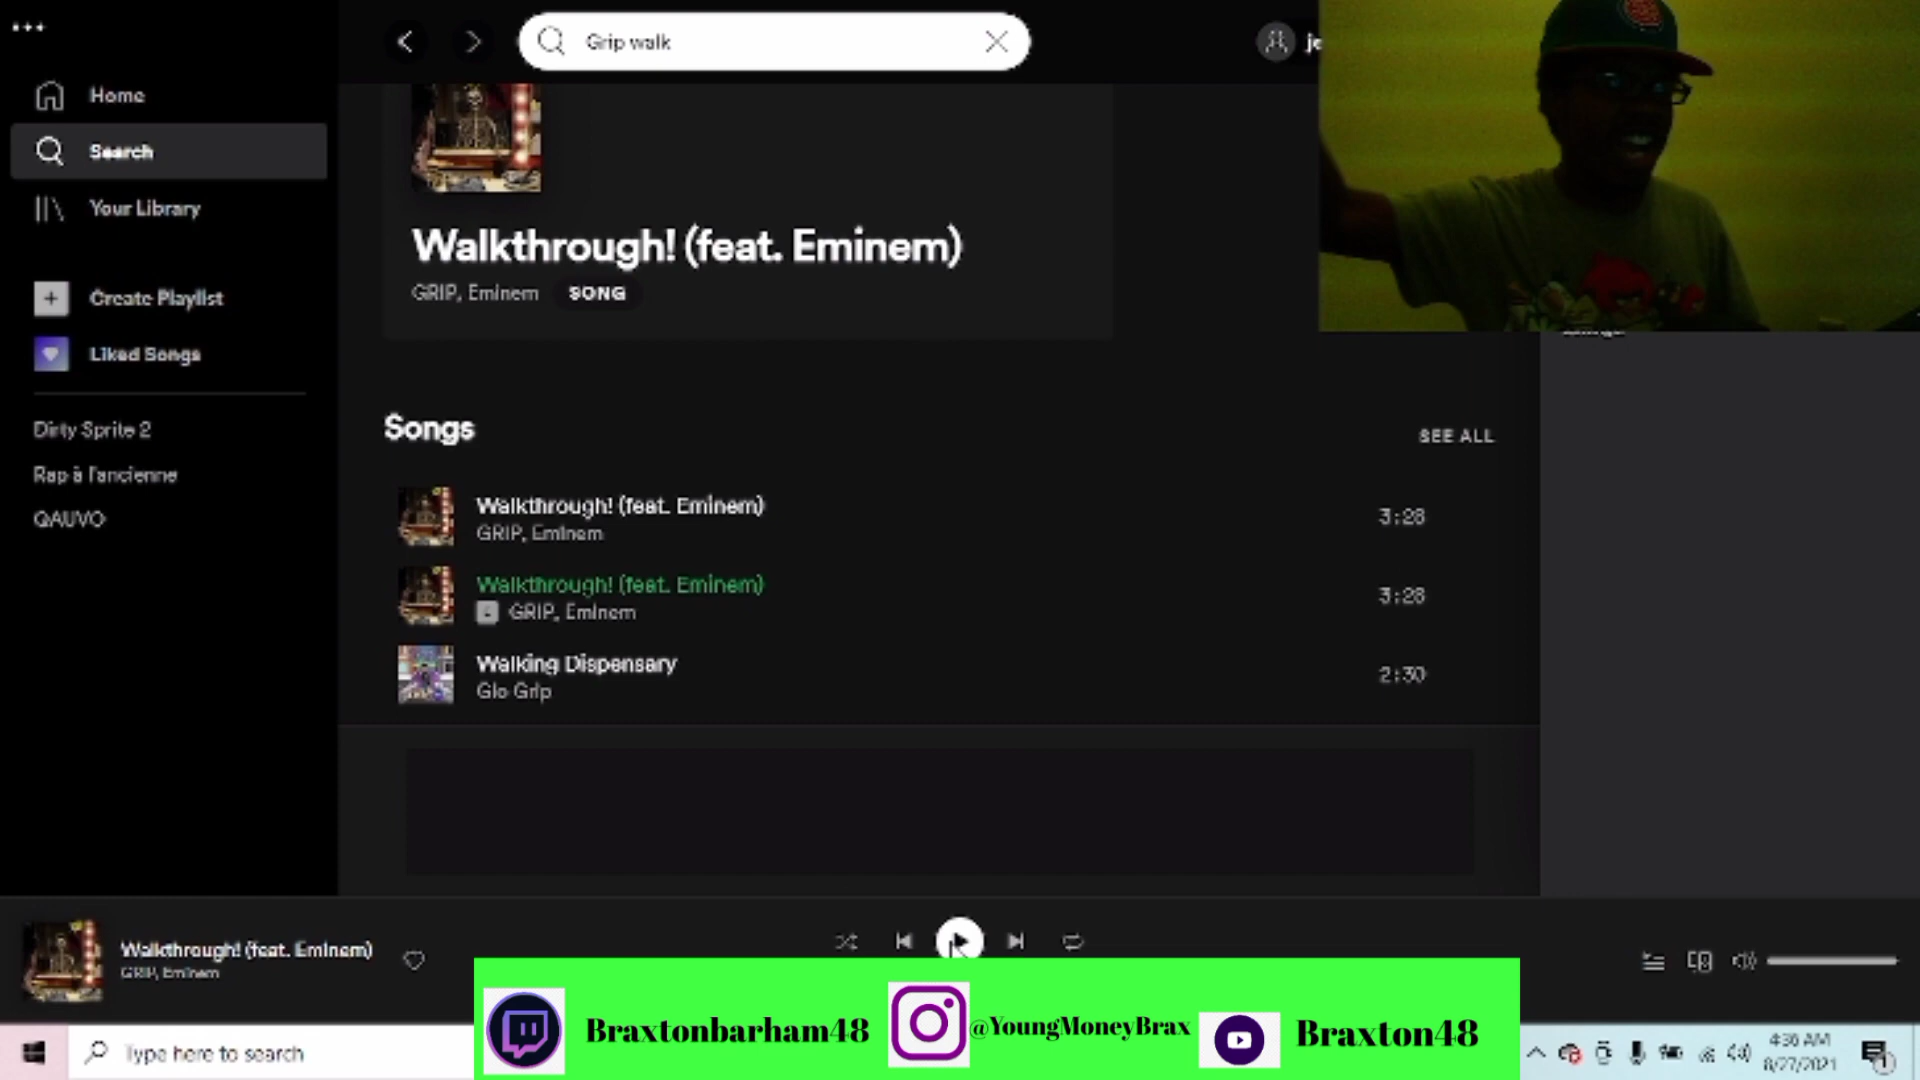 Grip walk
je
Home
Search
Your Library
Create Playlist
Liked Songs
Dirty Sprite 2
Rap à l'ancienne
QAUVO
Walkthrough! (feat. Eminem)
GRIP, Eminem SONG
Songs
SEE ALL
Walkthrough! (feat. Eminem)
GRIP, Eminem
3:28
Walkthrough! (feat. Eminem)
GRIP, Eminem
3:28
Walking Dispensary
Glo Grip
2:30
Walkthrough! (feat. Eminem)
GRIP, Eminem
Braxtonbarham48
@YoungMoneyBrax
Braxton48
Type here to search
4:36 AM
8/27/2021
1